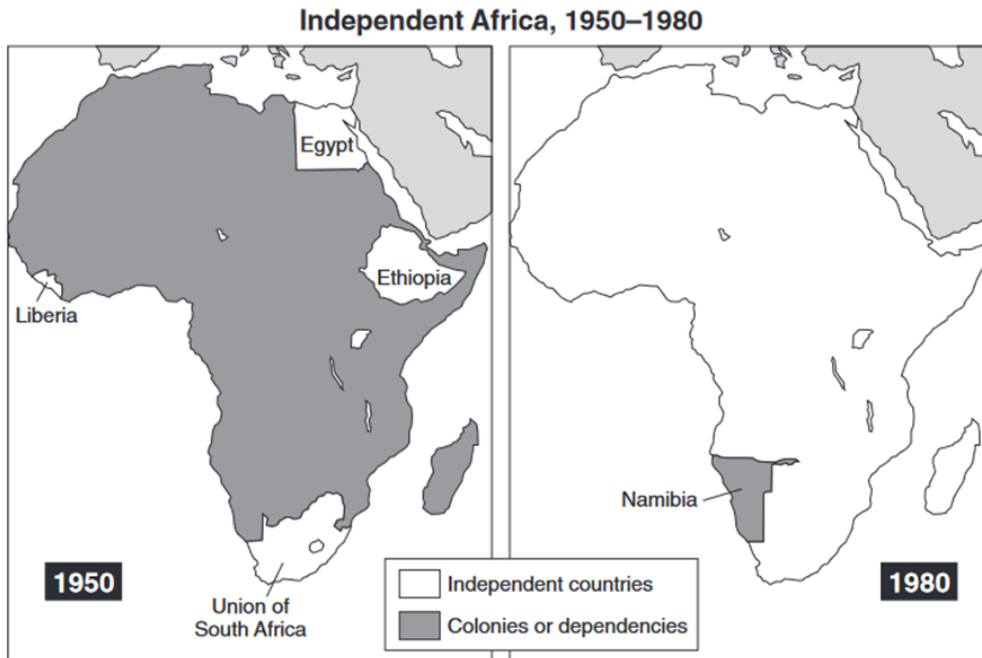 Independent Africa, 1950–1980
Egypt
Ethiopia
Liberia
Union of
South Africa
1950
Namibia
1980
Independent countries
Colonies or dependencies